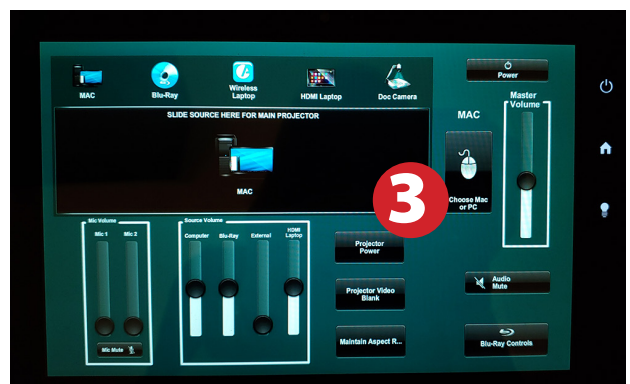 MAC
Blu-Ray
Wireless
Laptop
HDMI Laptop
Doc Camera
Power
Master
Volume
SLIDE SOURCE HERE FOR MAIN PROJECTOR
MAC
MAC
Choose Mac
or PC
3
Mic Volume
Mic 1
Mic 2
Mic Mute
Source Volume
Computer
Blu-Ray
External
HDMI
Laptop
Projector
Power
Projector Video
Blank
Maintain Aspect R...
Audio
Mute
Blu-Ray Controls